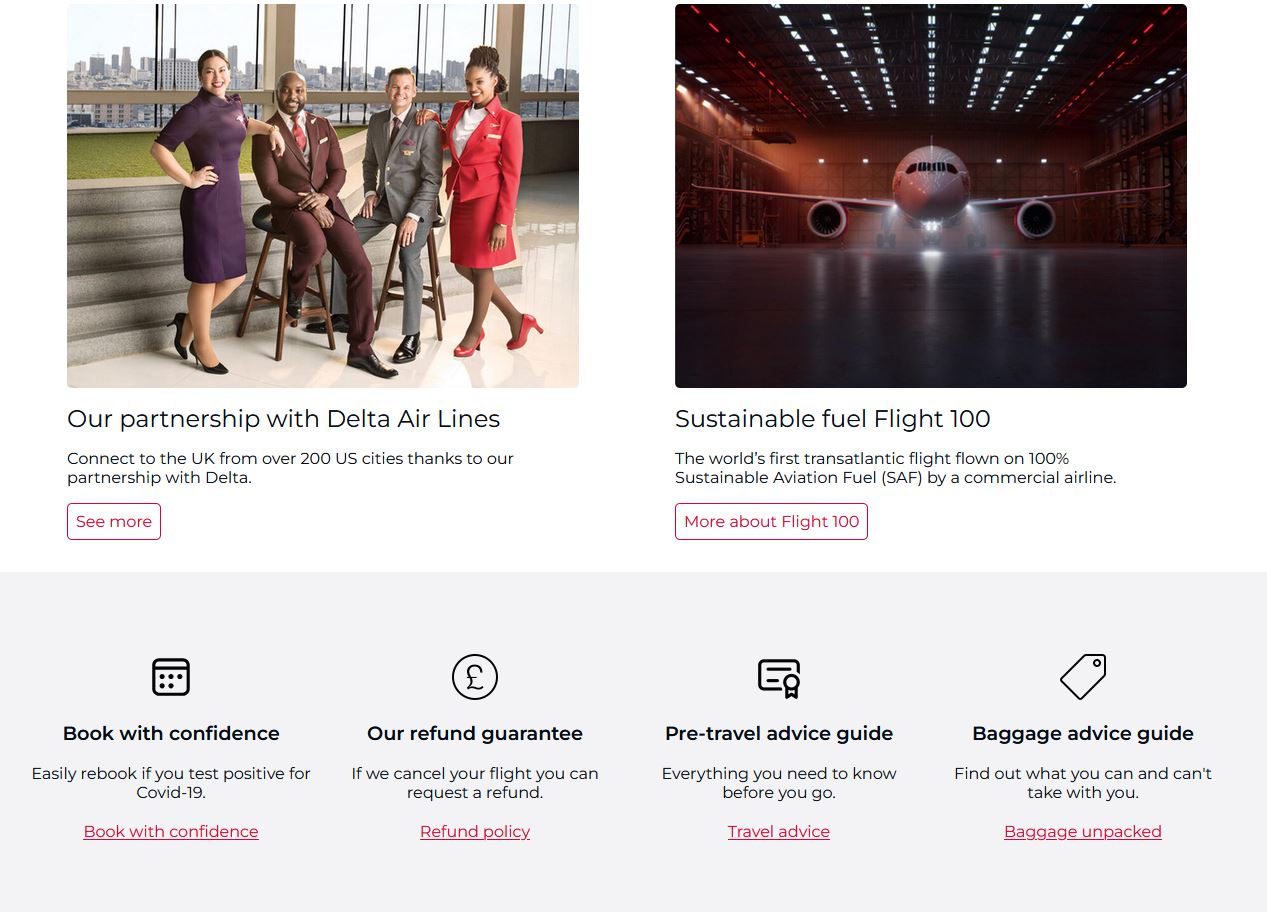 Our partnership with Delta Air Lines
Connect to the UK from over 200 US cities thanks to our
partnership with Delta.
See more
Sustainable fuel Flight 100
The world’s first transatlantic flight flown on 100%
Sustainable Aviation Fuel (SAF) by a commercial airline.
More about Flight 100
£
Book with confidence
Easily rebook if you test positive for
Covid-19.
Book with confidence
Our refund guarantee
If we cancel your flight you can
request a refund.
Refund policy
Pre-travel advice guide
Everything you need to know
before you go.
Travel advice
Baggage advice guide
Find out what you can and can't
take with you.
Baggage unpacked